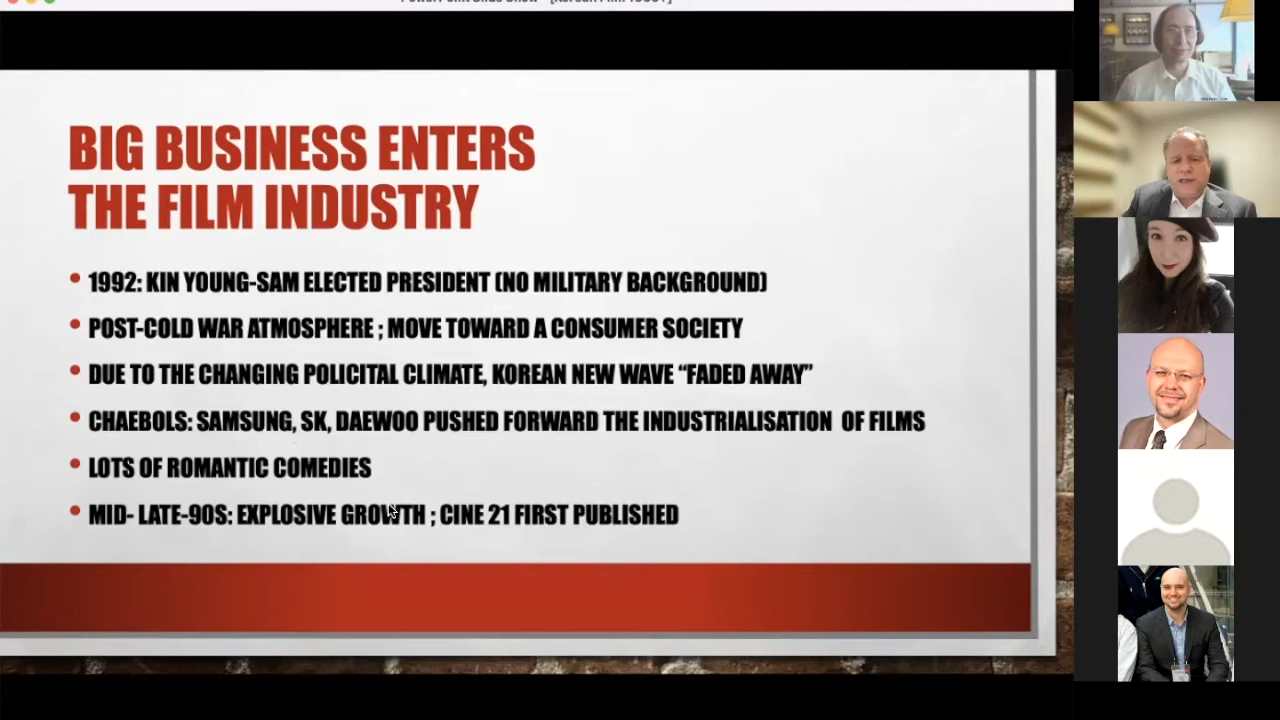 BIG BUSINESS ENTERS
THE FILM INDUSTRY
• 1992: KIN YOUNG-SAM ELECTED PRESIDENT (NO MILITARY BACKGROUND)
• POST-COLD WAR ATMOSPHERE ; MOVE TOWARD A CONSUMER SOCIETY
• DUE TO THE CHANGING POLICITAL CLIMATE, KOREAN NEW WAVE “FADED AWAY”
• CHAEBOLS: SAMSUNG, SK, DAEWOO PUSHED FORWARD THE INDUSTRIALISATION OF FILMS
• LOTS OF ROMANTIC COMEDIES
• MID- LATE-90S: EXPLOSIVE GROWTH ; CINE 21 FIRST PUBLISHED